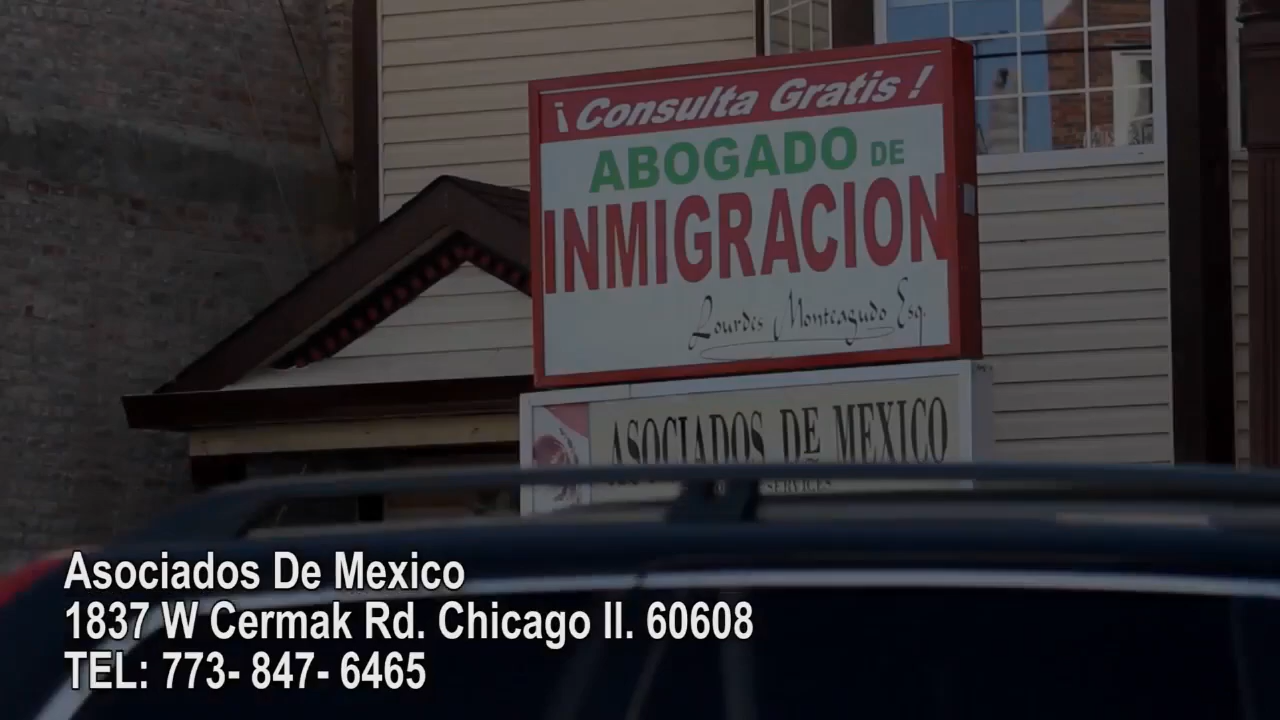 ¡ Consulta Gratis !
ABOGADO DE
INMIGRACION
Lourdes Monteagudo Esq.
ASOCIADOS DE MEXICO
SERVICES
Asociados De Mexico
1837 W Cermak Rd. Chicago Il. 60608
TEL: 773- 847- 6465